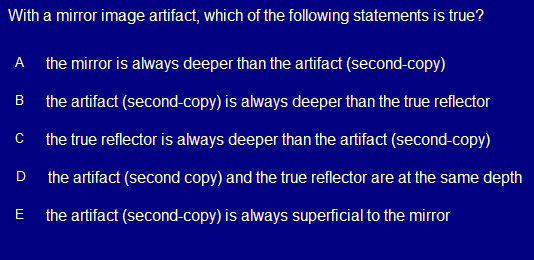 With a mirror image artifact, which of the following statements is true?
A the mirror is always deeper than the artifact (second-copy)
B the artifact (second-copy) is always deeper than the true reflector
C the true reflector is always deeper than the artifact (second-copy)
D the artifact (second copy) and the true reflector are at the same depth
E the artifact (second-copy) is always superficial to the mirror